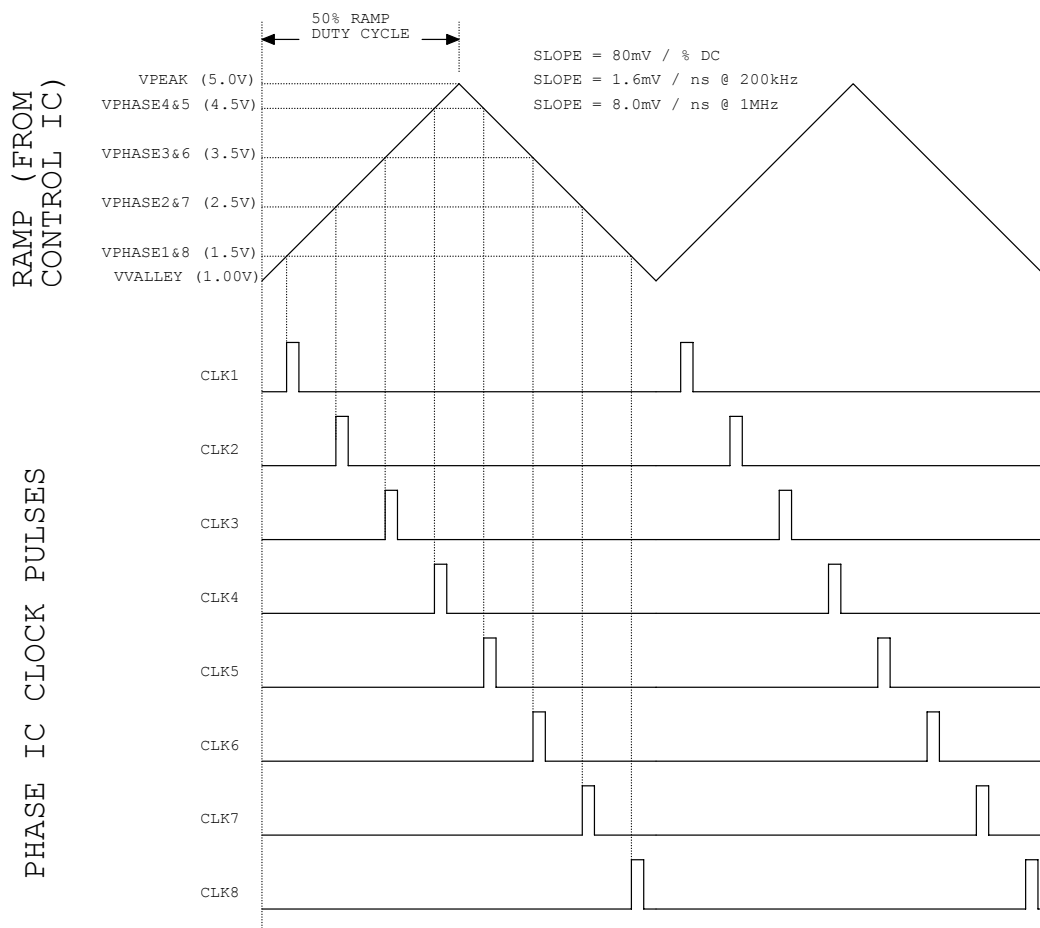 50% RAMP
DUTY CYCLE
SLOPE = 80mV / % DC
SLOPE = 1.6mV / ns @ 200kHz
SLOPE = 8.0mV / ns @ 1MHz
RAMP (FROM
CONTROL IC)
VPEAK (5.0V)
VPHASE4&5 (4.5V)
VPHASE3&6 (3.5V)
VPHASE2&7 (2.5V)
VPHASE1&8 (1.5V)
VVALLEY (1.00V)
PHASE IC CLOCK PULSES
CLK1
CLK2
CLK3
CLK4
CLK5
CLK6
CLK7
CLK8